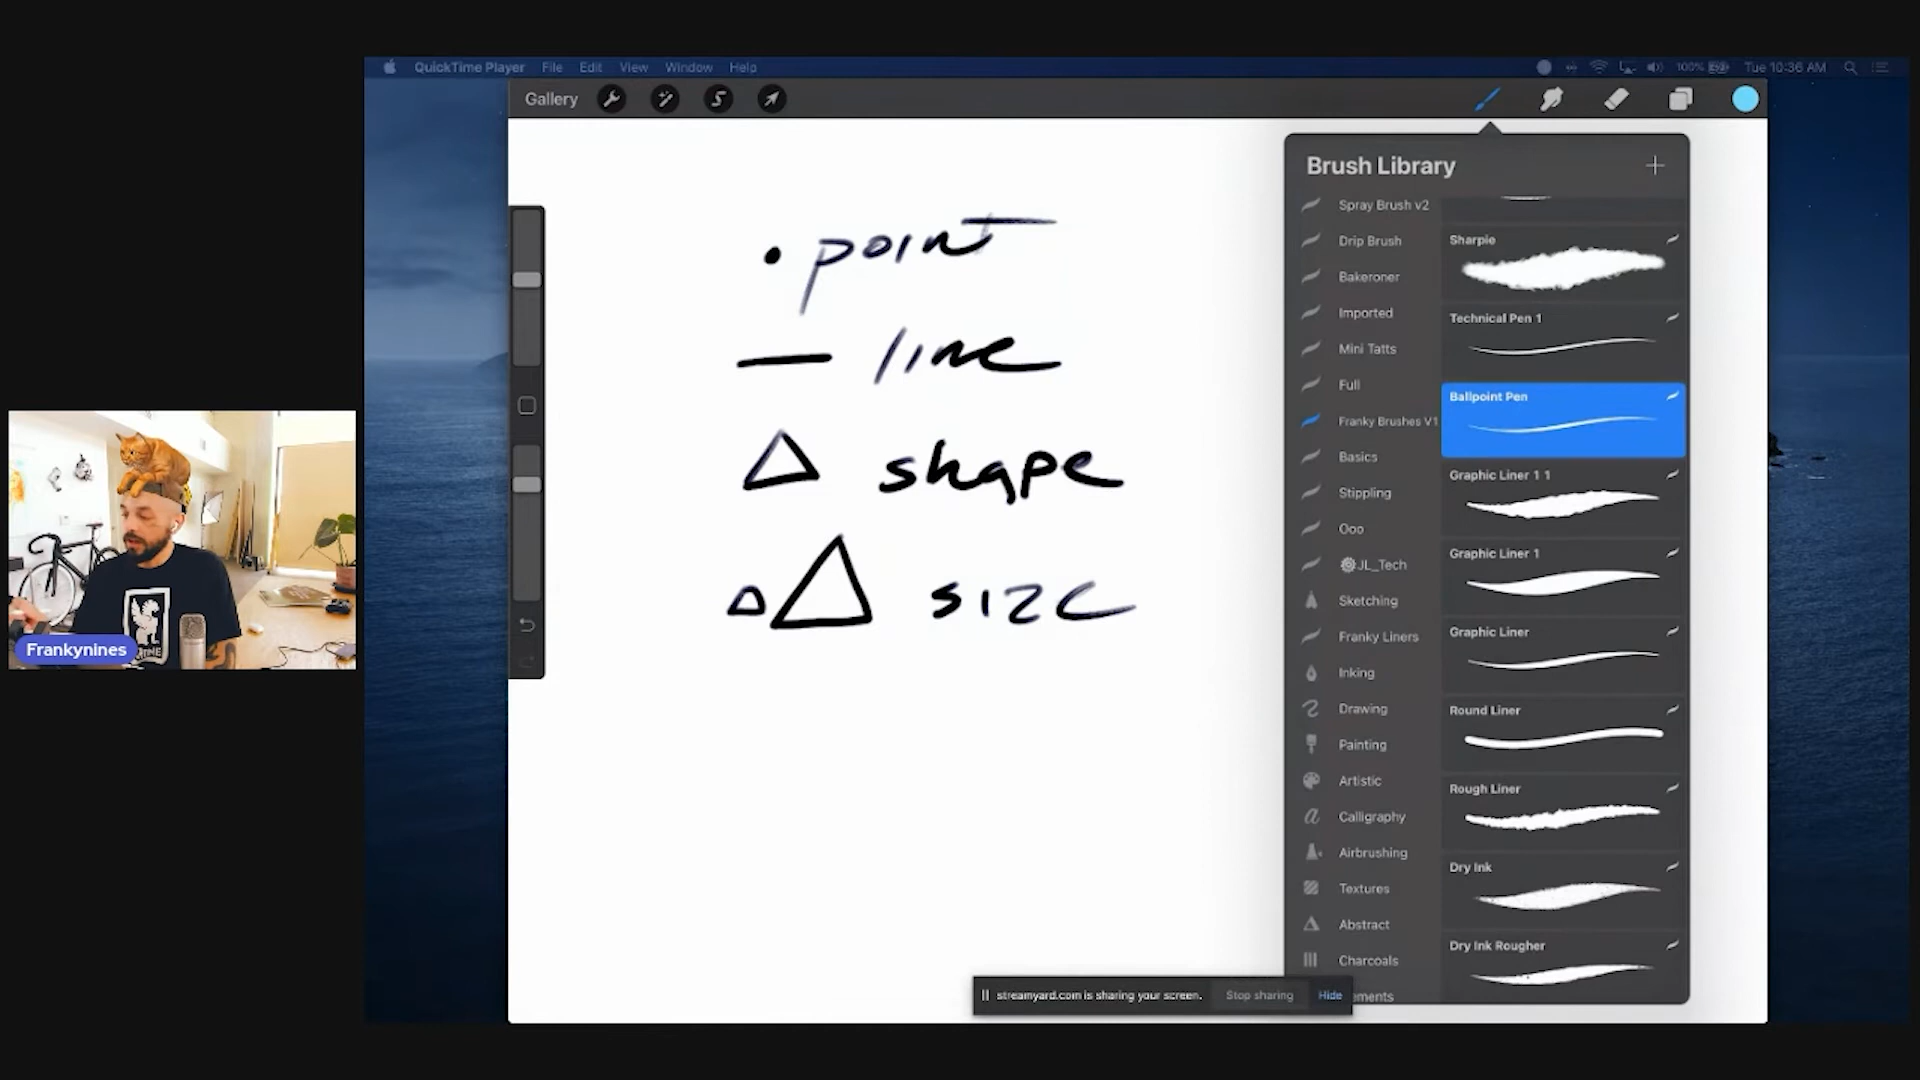 QuickTime Player File Edit View Window Help 100% Tue 10:36 AM
Gallery
Brush Library
Spray Brush v2
Drip Brush
Bakeroner
Imported
Mini Tatts
Full
Franky Brushes V1
Basics
Stippling
Ooo
JL_Tech
Sketching
Franky Liners
Inking
Drawing
Painting
Artistic
Calligraphy
Airbrushing
Textures
Abstract
Charcoals
ements
Sharpie
Technical Pen 1
Ballpoint Pen
Graphic Liner 1 1
Graphic Liner 1
Graphic Liner
Round Liner
Rough Liner
Dry Ink
Dry Ink Rougher
point
line
shape
size
Frankynines
streamyard.com is sharing your screen. Stop sharing Hide